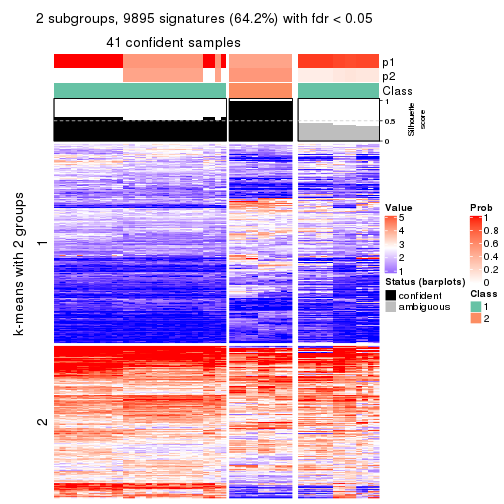 2 subgroups, 9895 signatures (64.2%) with fdr < 0.05
41 confident samples
p1
p2
Class
1
0.5
0
Silhouette
score
k-means with 2 groups
1
2
Value
5
4
3
2
1
Status (barplots)
confident
ambiguous
Prob
1
0.8
0.6
0.4
0.2
0
Class
1
2